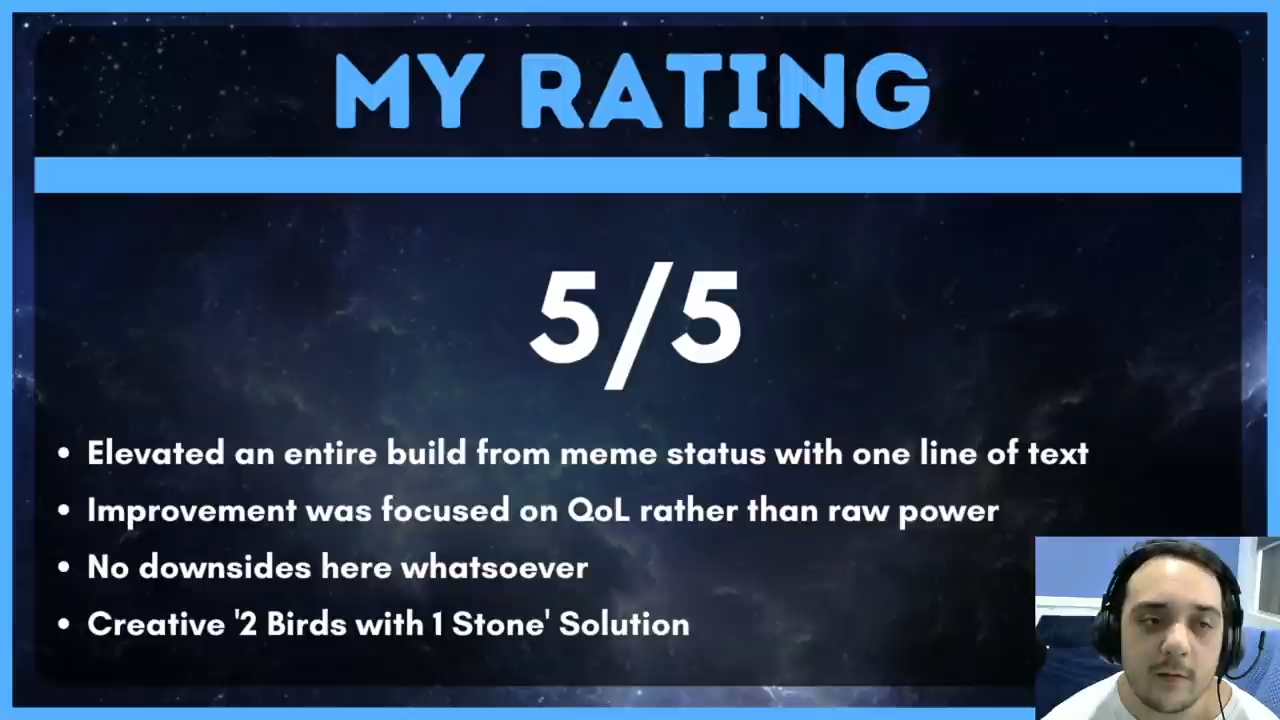 MY RATING
5/5
• Elevated an entire build from meme status with one line of text
• Improvement was focused on QoL rather than raw power
• No downsides here whatsoever
• Creative '2 Birds with 1 Stone' Solution